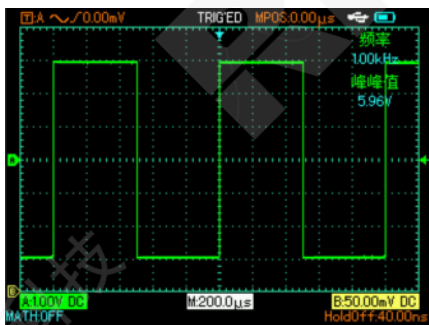 T:A 0.00mV TRIG'ED MPOS:0.00μs
频率
1.00kHz
峰峰值
5.96V
A
B
A:1.00V DC M:200.0μs B:50.00mV DC
MATH:OFF Holdoff:40.00ns
技